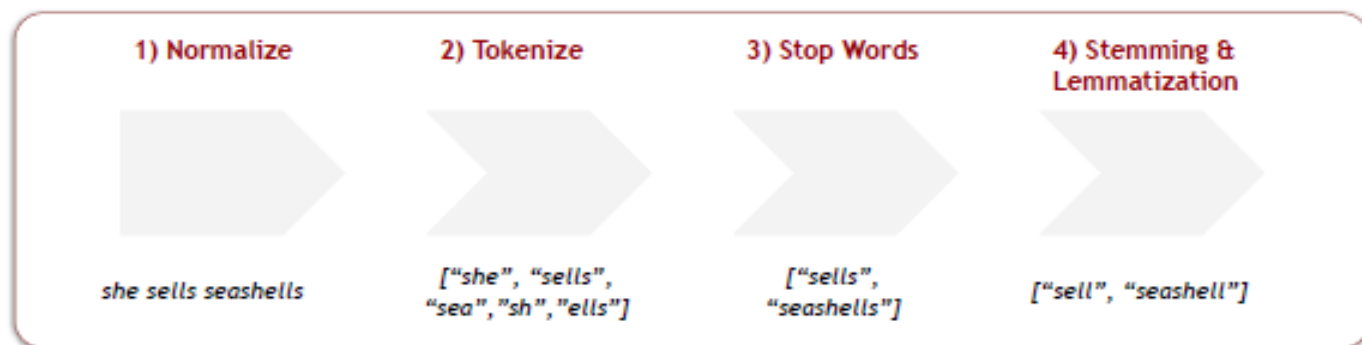 1) Normalize
2) Tokenize
3) Stop Words
4) Stemming &
Lemmatization
she sells seashells
[“she”, “sells”,
“sea”,”sh”,"ells”]
[“sells”,
“seashells”]
[“sell”, “seashell”]